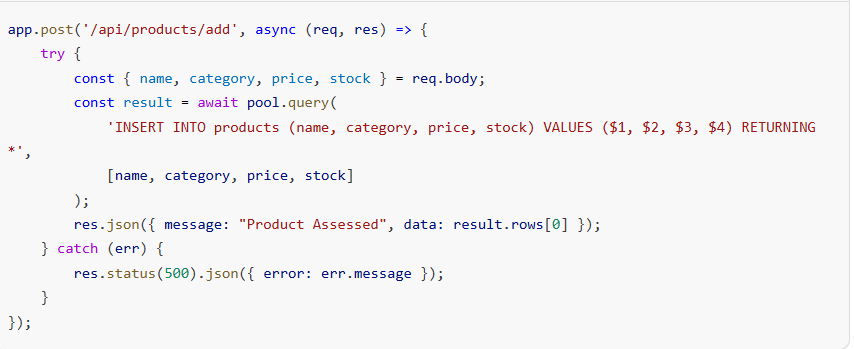 app.post('/api/products/add', async (req, res) => {
    try {
        const { name, category, price, stock } = req.body;
        const result = await pool.query(
            'INSERT INTO products (name, category, price, stock) VALUES ($1, $2, $3, $4) RETURNING
*',
            [name, category, price, stock]
        );
        res.json({ message: "Product Assessed", data: result.rows[0] });
    } catch (err) {
        res.status(500).json({ error: err.message });
    }
});